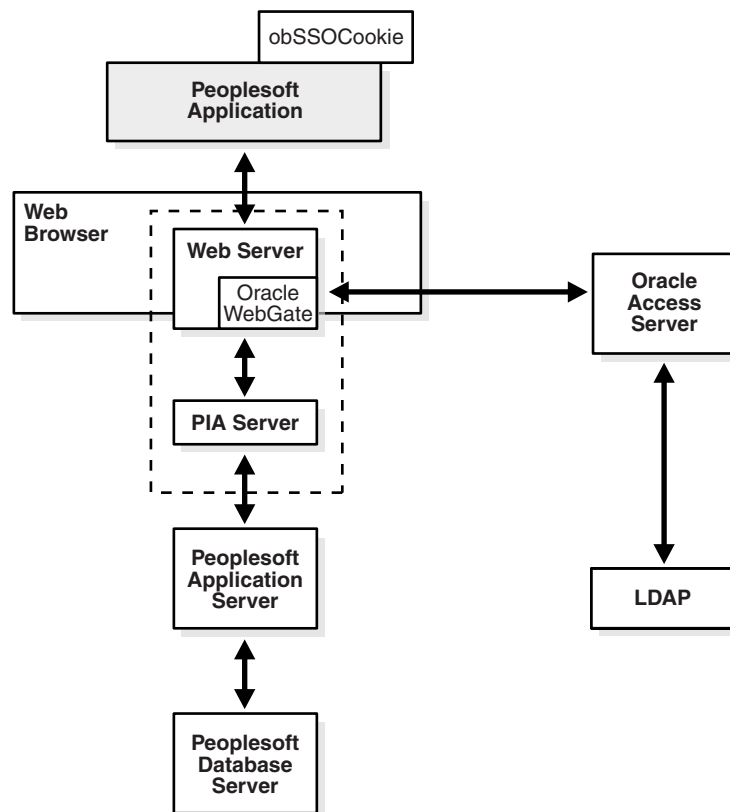 obSSOCookie
Peoplesoft
Application
Web
Browser
Web Server
Oracle
WebGate
Oracle
Access
Server
PIA Server
Peoplesoft
Application
Server
LDAP
Peoplesoft
Database
Server